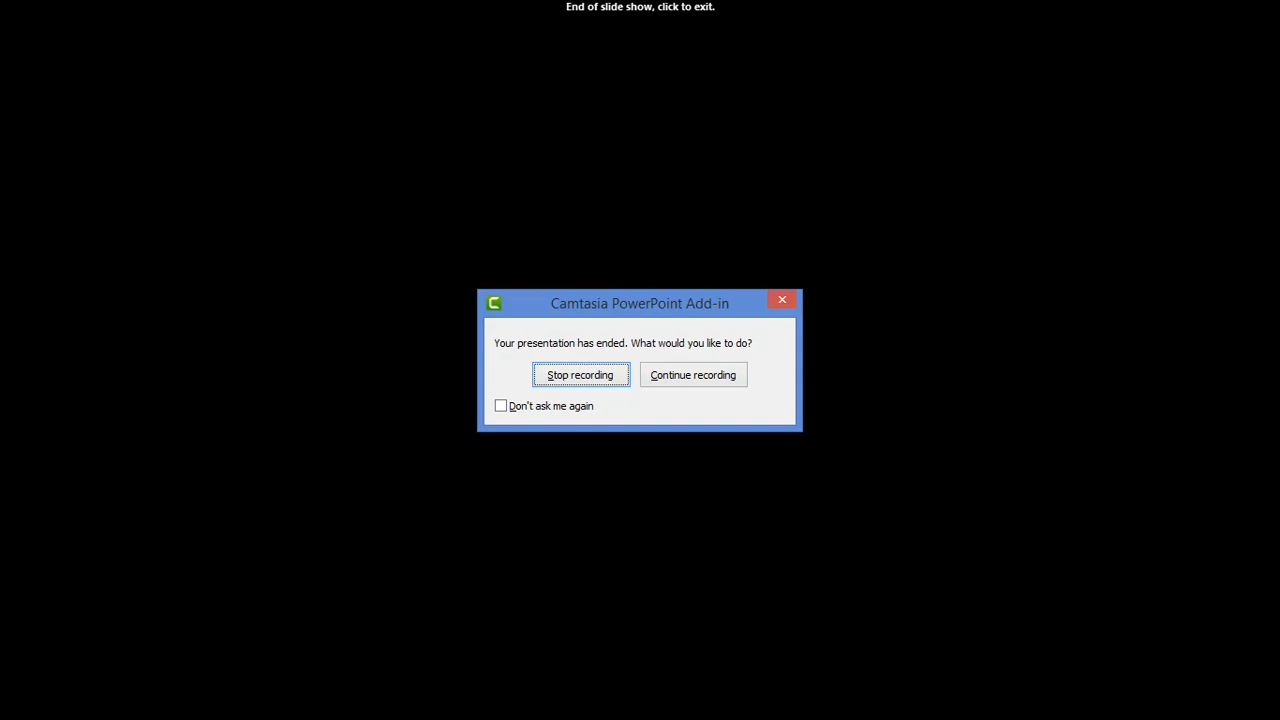 End of slide show, click to exit.
Camtasia PowerPoint Add-in
Your presentation has ended. What would you like to do?
Stop recording Continue recording
Don't ask me again